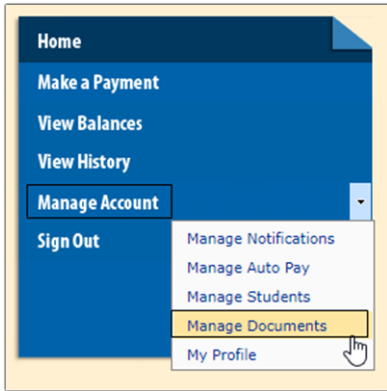 Home
Make a Payment
View Balances
View History
Manage Account
Sign Out
Manage Notifications
Manage Auto Pay
Manage Students
Manage Documents
My Profile